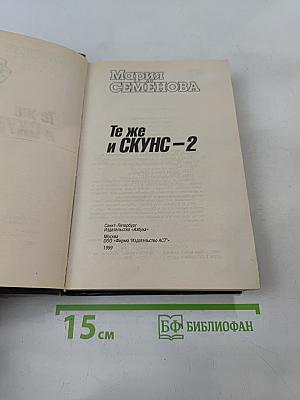 Мария
СЕМЕНОВА
Те же
и СКУНС–2
Санкт-Петербург
Издательство «Азбука»
Москва
ООО «Фирма "Издательство АСТ"»
1999
15 см
БФ БИБЛИОФАН